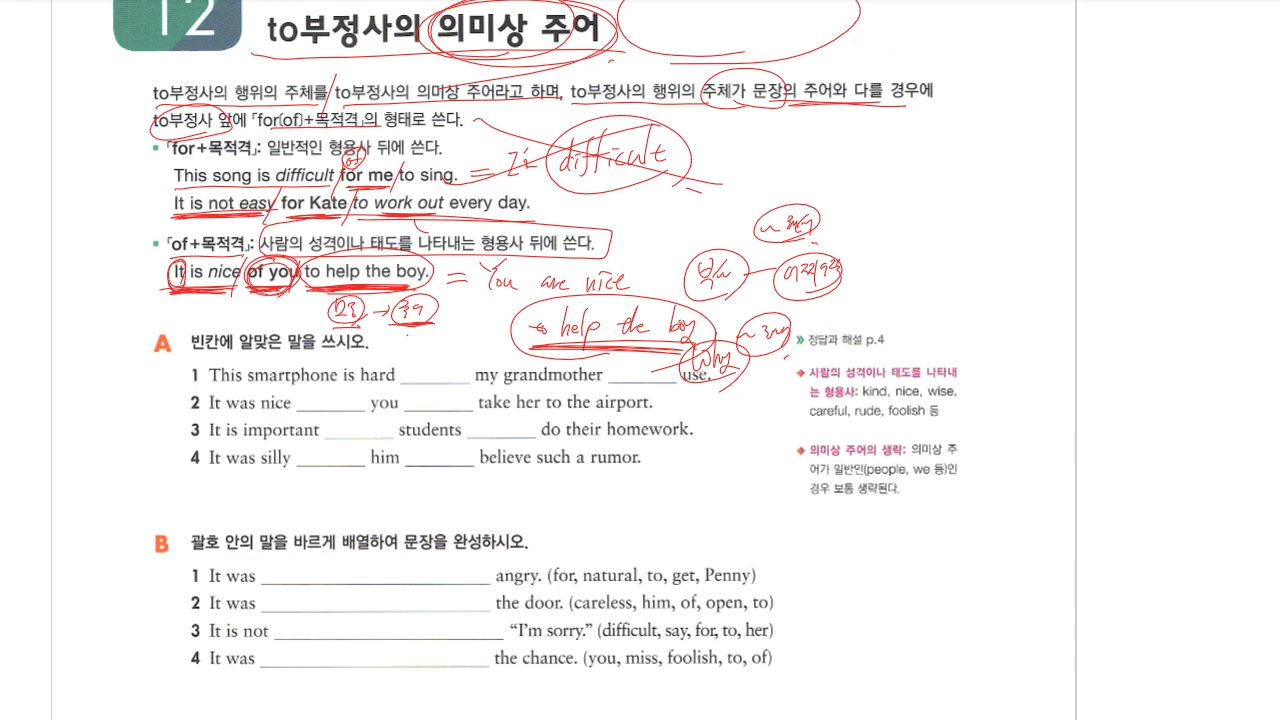 12
to부정사의 의미상 주어
to부정사의 행위의 주체를 to부정사의 의미상 주어라고 하며, to부정사의 행위의 주체가 문장의 주어와 다를 경우에
to부정사 앞에 「for(of)+목적격」의 형태로 쓴다.
「for+목적격」: 일반적인 형용사 뒤에 쓴다.
of
This song is difficult for me to sing. = difficult
It is not easy for Kate to work out every day.
「of+목적격」: 사람의 성격이나 태도를 나타내는 형용사 뒤에 쓴다.
It is nice of you to help the boy. = You are nice
to help the boy
why
A 빈칸에 알맞은 말을 쓰시오.
1 This smartphone is hard ________ my grandmother ________ use.
2 It was nice ________ you ________ take her to the airport.
3 It is important ________ students ________ do their homework.
4 It was silly ________ him ________ believe such a rumor.
정답과 해설 p.4
사람의 성격이나 태도를 나타내
는 형용사: kind, nice, wise,
careful, rude, foolish 등
의미상 주어의 생략: 의미상 주
어가 일반인(people, we 등)인
경우 보통 생략된다.
B 괄호 안의 말을 바르게 배열하여 문장을 완성하시오.
1 It was ________ angry. (for, natural, to, get, Penny)
2 It was ________ the door. (careless, him, of, open, to)
3 It is not ________ “I’m sorry.” (difficult, say, for, to, her)
4 It was ________ the chance. (you, miss, foolish, to, of)